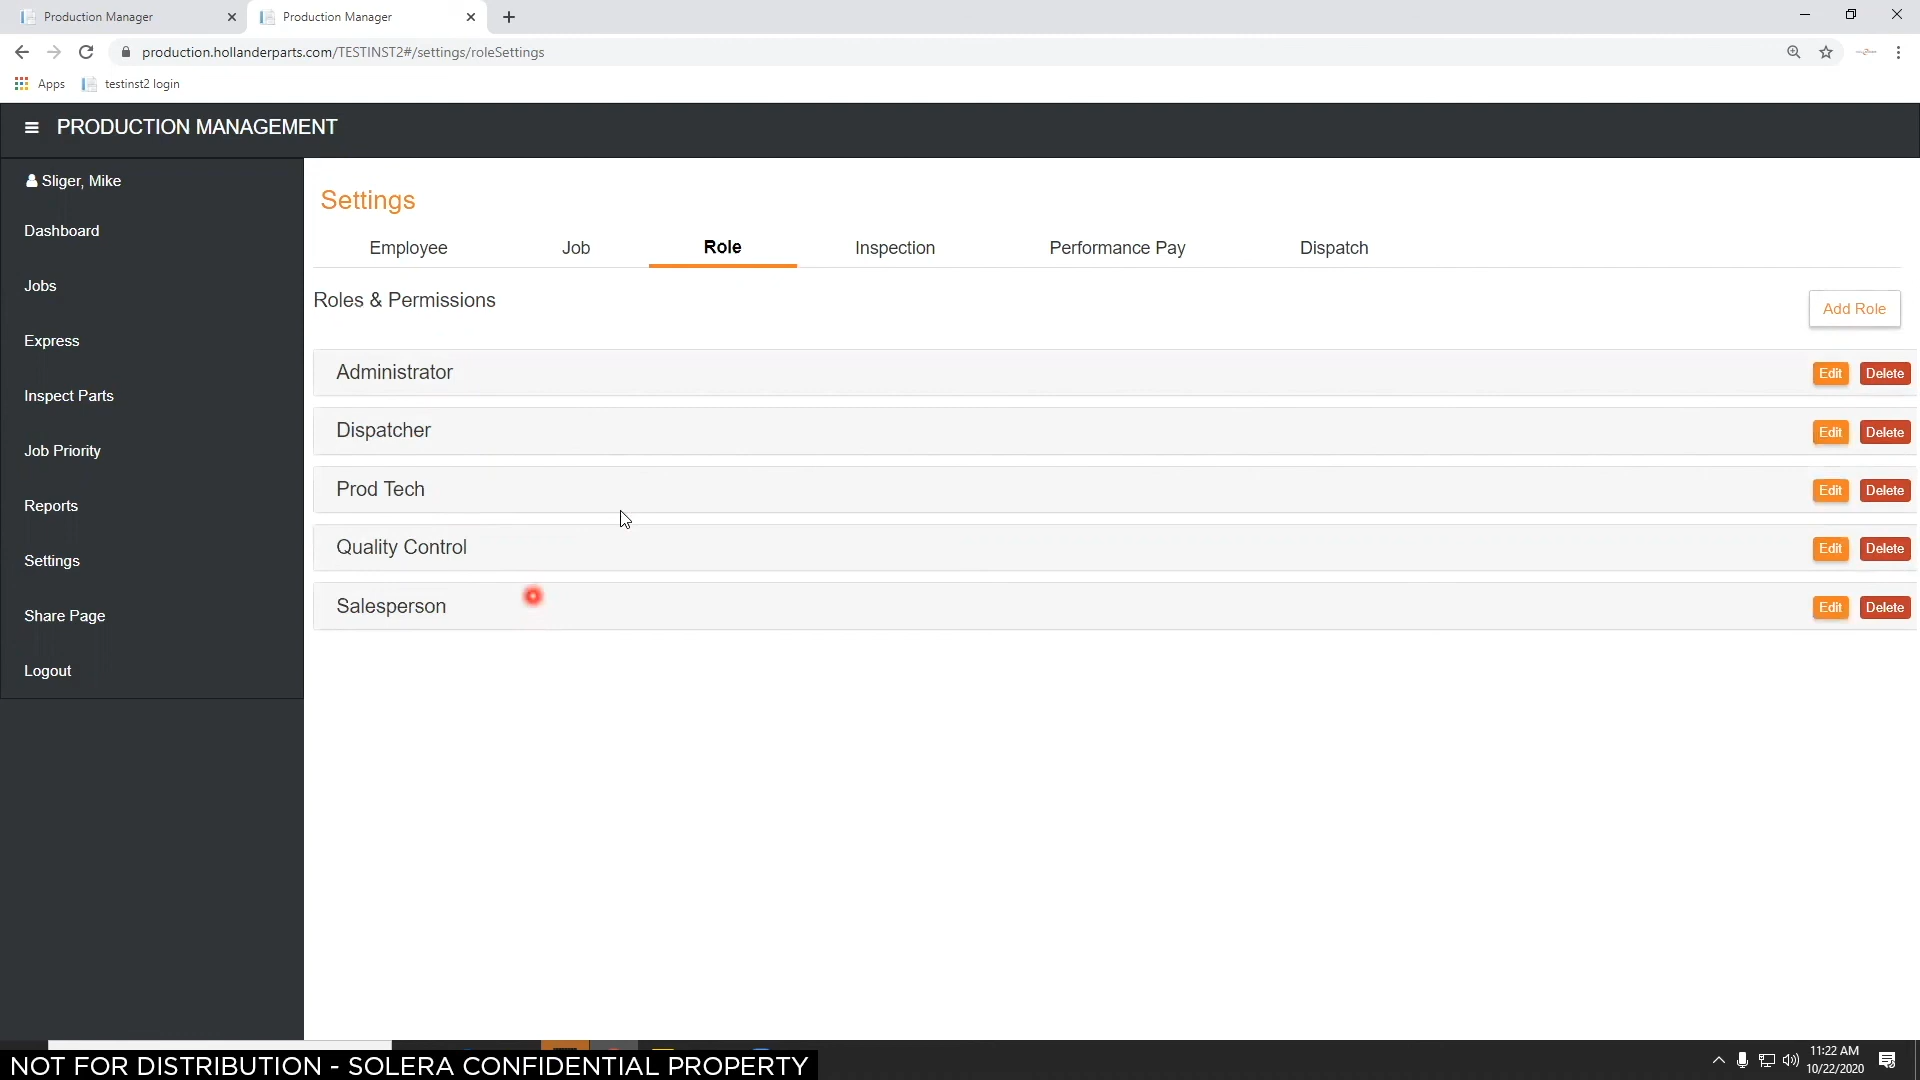 Production Manager
Production Manager
production.hollanderparts.com/TESTINST2#/settings/roleSettings
Apps
testinst2 login
PRODUCTION MANAGEMENT
Sliger, Mike
Dashboard
Jobs
Express
Inspect Parts
Job Priority
Reports
Settings
Share Page
Logout
Settings
Employee
Job
Role
Inspection
Performance Pay
Dispatch
Roles & Permissions
Add Role
Administrator
Edit
Delete
Dispatcher
Edit
Delete
Prod Tech
Edit
Delete
Quality Control
Edit
Delete
Salesperson
Edit
Delete
NOT FOR DISTRIBUTION - SOLERA CONFIDENTIAL PROPERTY
11:22 AM
10/22/2020